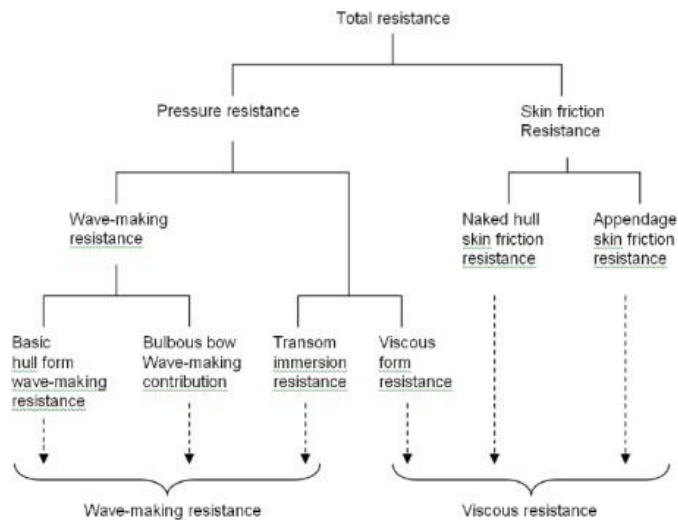 Total resistance
Pressure resistance
Skin friction
Resistance
Wave-making
resistance
Naked hull
skin friction
resistance
Appendage
skin friction
resistance
Basic
hull form
wave-making
resistance
Bulbous bow
Wave-making
contribution
Transom
immersion
resistance
Viscous
form
resistance
Wave-making resistance
Viscous resistance